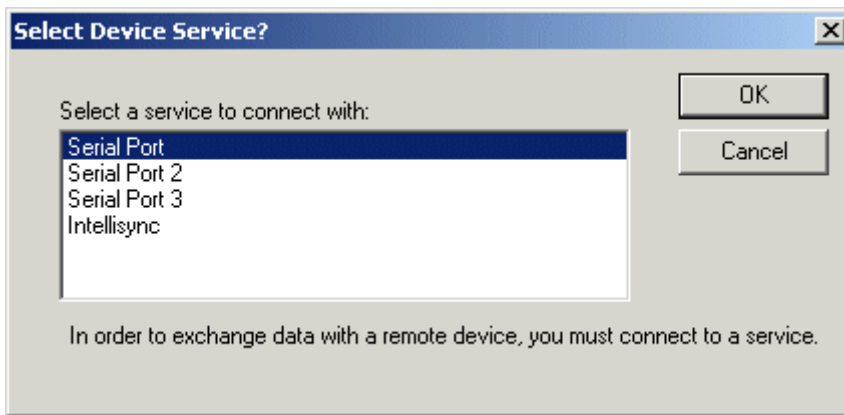 Select Device Service?
Select a service to connect with:
OK
Serial Port
Cancel
Serial Port 2
Serial Port 3
Intellisync
In order to exchange data with a remote device, you must connect to a service.